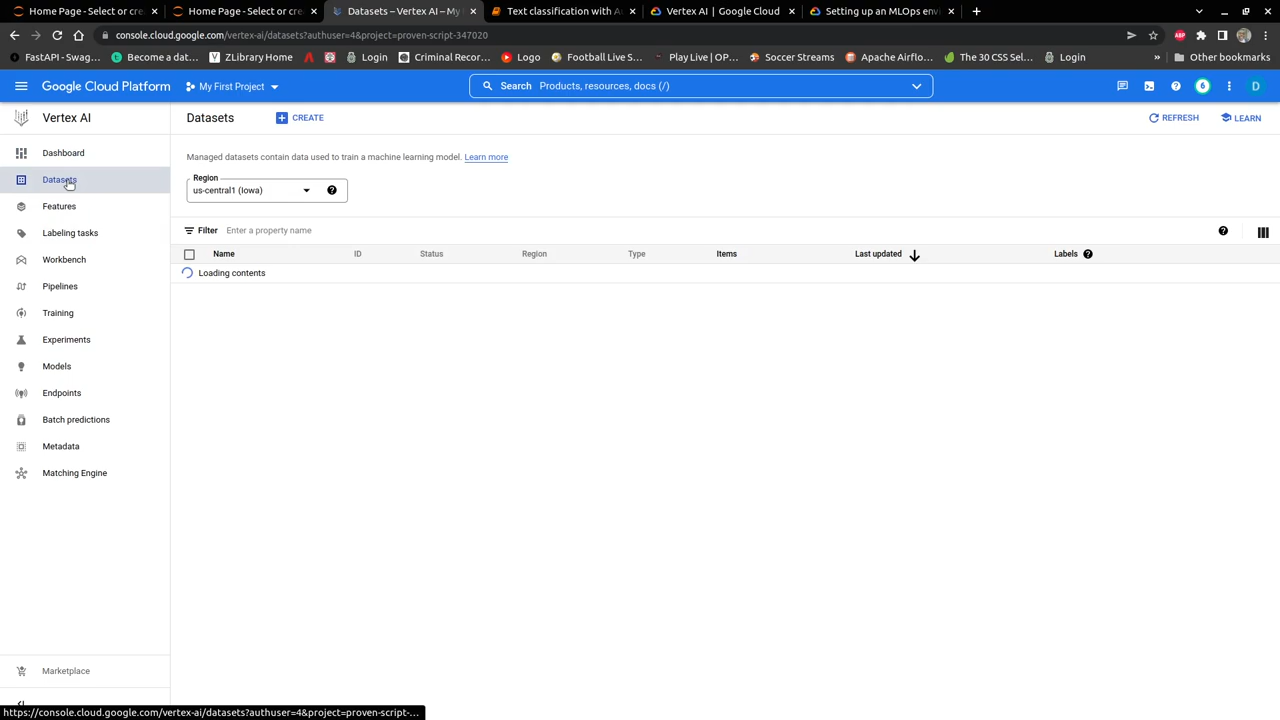 Home Page - Select or cre
Home Page - Select or cre
Datasets – Vertex AI – My
Text classification with A
Vertex AI | Google Cloud
Setting up an MLOps env
console.cloud.google.com/vertex-ai/datasets?authuser=4&project=proven-script-347020
ABP
FastAPI - Swag...
Become a dat...
ZLibrary Home
Login
Criminal Recor...
Football Live S...
Logo
Play Live | OP...
Soccer Streams
Apache Airflo...
The 30 CSS Sel...
Login
»
Other bookmarks
Google Cloud Platform
My First Project
Search Products, resources, docs (/)
6
D
Vertex AI
Datasets
CREATE
REFRESH
LEARN
Dashboard
Datasets
Features
Labeling tasks
Workbench
Pipelines
Training
Experiments
Models
Endpoints
Batch predictions
Metadata
Matching Engine
Marketplace
Managed datasets contain data used to train a machine learning model. Learn more
Region
us-central1 (Iowa)
Filter Enter a property name
Name ID Status Region Type Items Last updated Labels
Loading contents
https://console.cloud.google.com/vertex-ai/datasets?authuser=4&project=proven-script-...